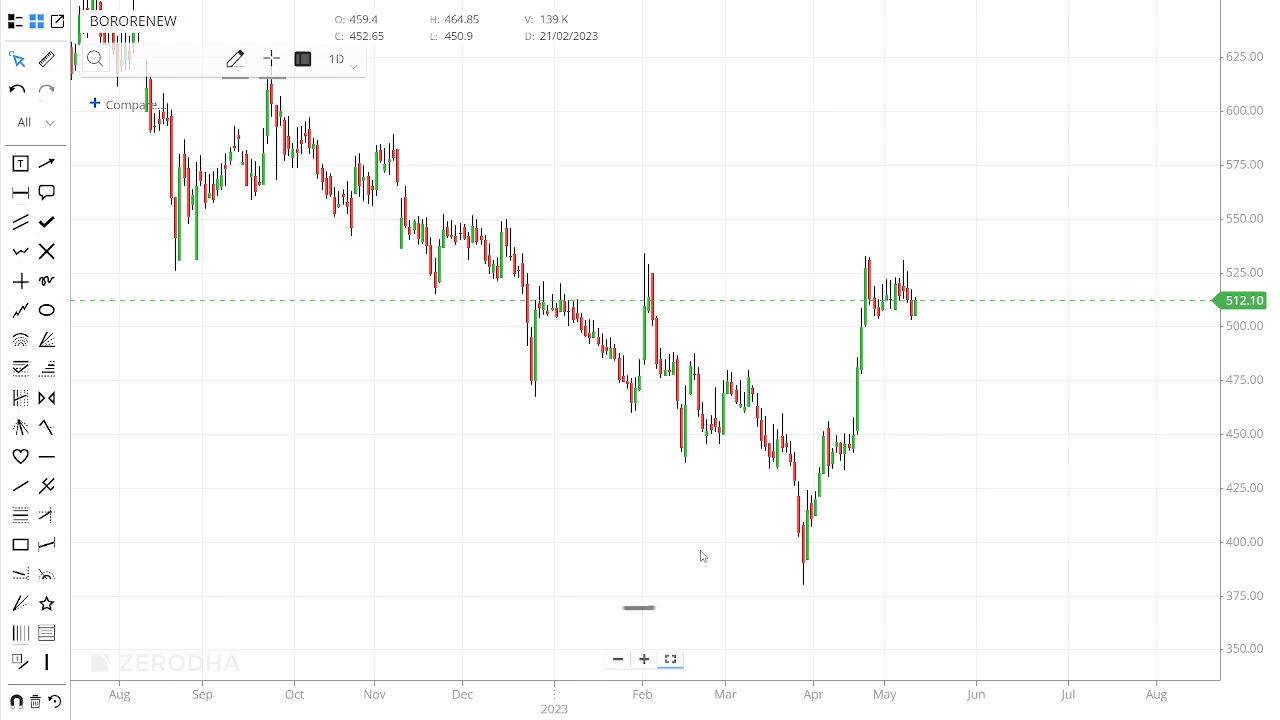 BORORENEW
O: 459.4 H: 464.85 V: 139 K
C: 452.65 L: 450.9 D: 21/02/2023
1D
Compare...
All
T
625.00
600.00
575.00
550.00
525.00
512.10
500.00
475.00
450.00
425.00
400.00
375.00
350.00
ZERODHA
Aug Sep Oct Nov Dec Feb Mar Apr May Jun Jul Aug
2023